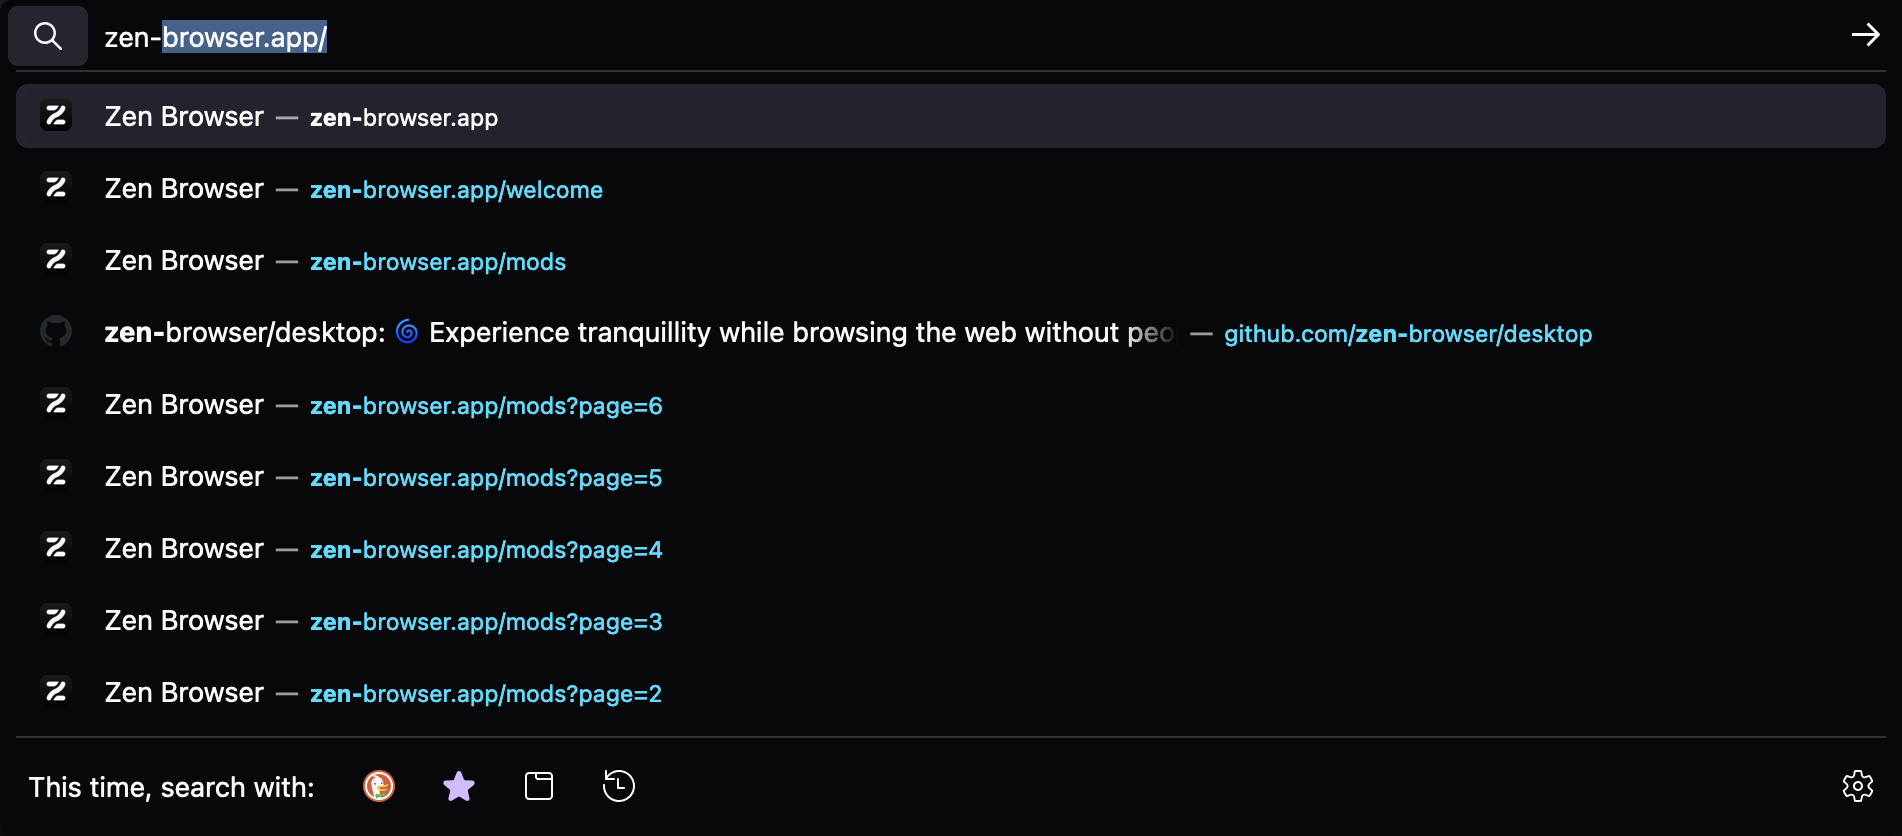 zen-browser.app/
Zen Browser — zen-browser.app
Zen Browser — zen-browser.app/welcome
Zen Browser — zen-browser.app/mods
zen-browser/desktop: 🌀 Experience tranquillity while browsing the web without peo — github.com/zen-browser/desktop
Zen Browser — zen-browser.app/mods?page=6
Zen Browser — zen-browser.app/mods?page=5
Zen Browser — zen-browser.app/mods?page=4
Zen Browser — zen-browser.app/mods?page=3
Zen Browser — zen-browser.app/mods?page=2
This time, search with: